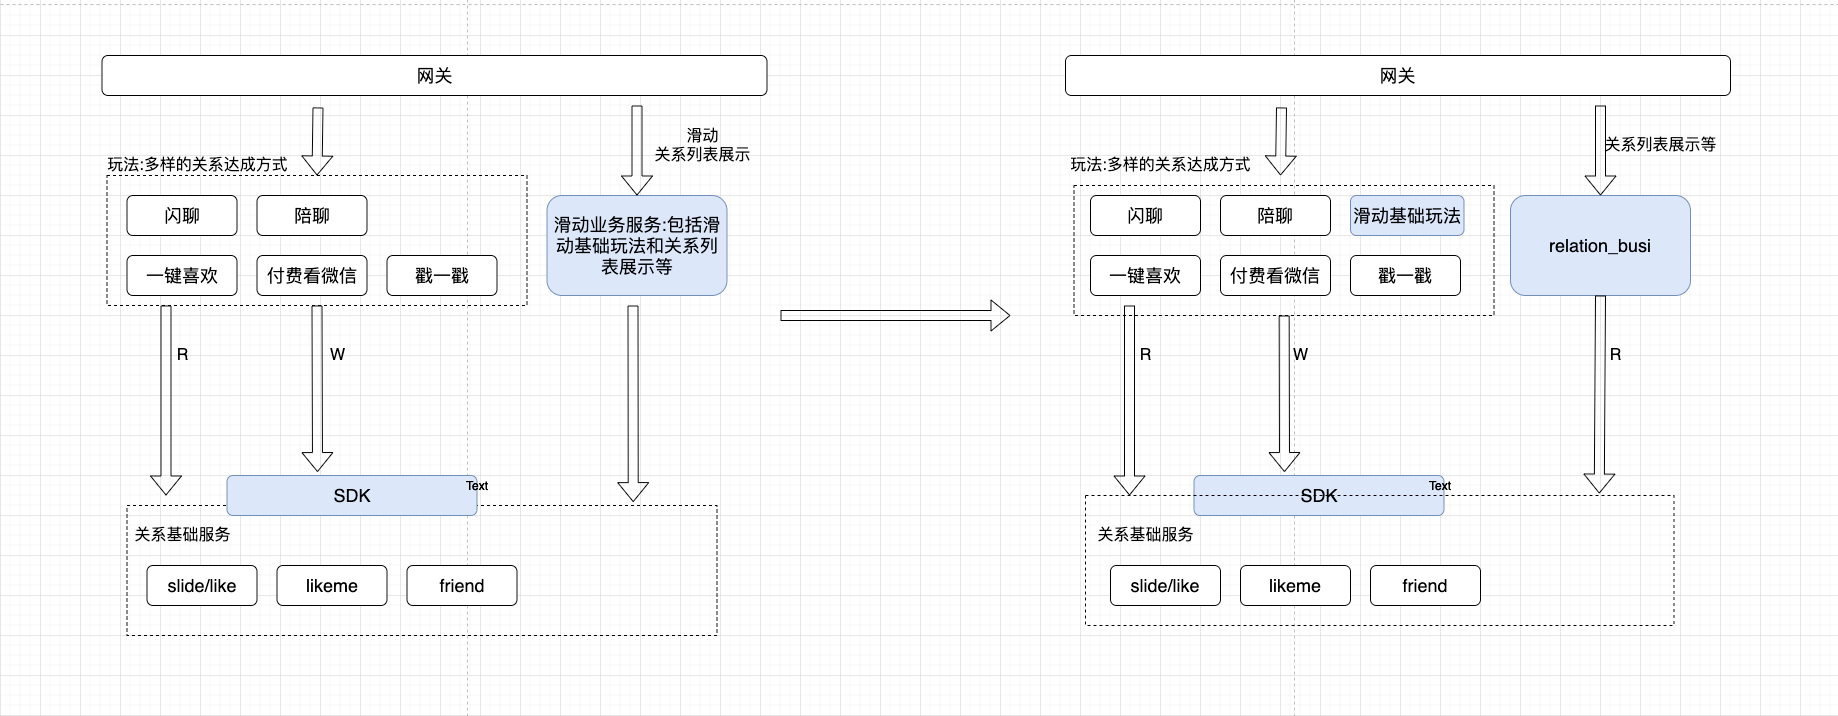 网关
滑动
关系列表展示
玩法:多样的关系达成方式
闪聊
陪聊
滑动业务服务:包括滑
动基础玩法和关系列
表展示等
一键喜欢
付费看微信
戳一戳
R
W
SDK
Text
关系基础服务
slide/like
likeme
friend
网关
关系列表展示等
玩法:多样的关系达成方式
闪聊
陪聊
滑动基础玩法
relation_busi
一键喜欢
付费看微信
戳一戳
R
W
R
SDK
Text
关系基础服务
slide/like
likeme
friend